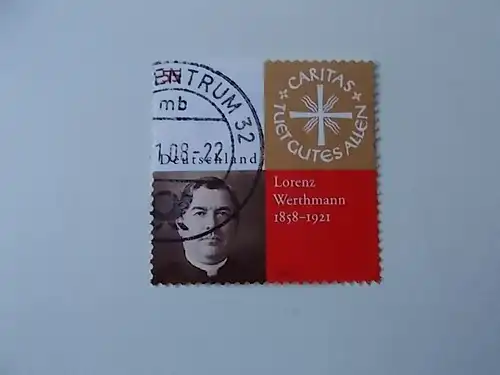 ENTRUM 32
mb
1.08-22
Deutschland
CARITAS
TUET GUTES ALLEN
Lorenz
Werthmann
1858–1921